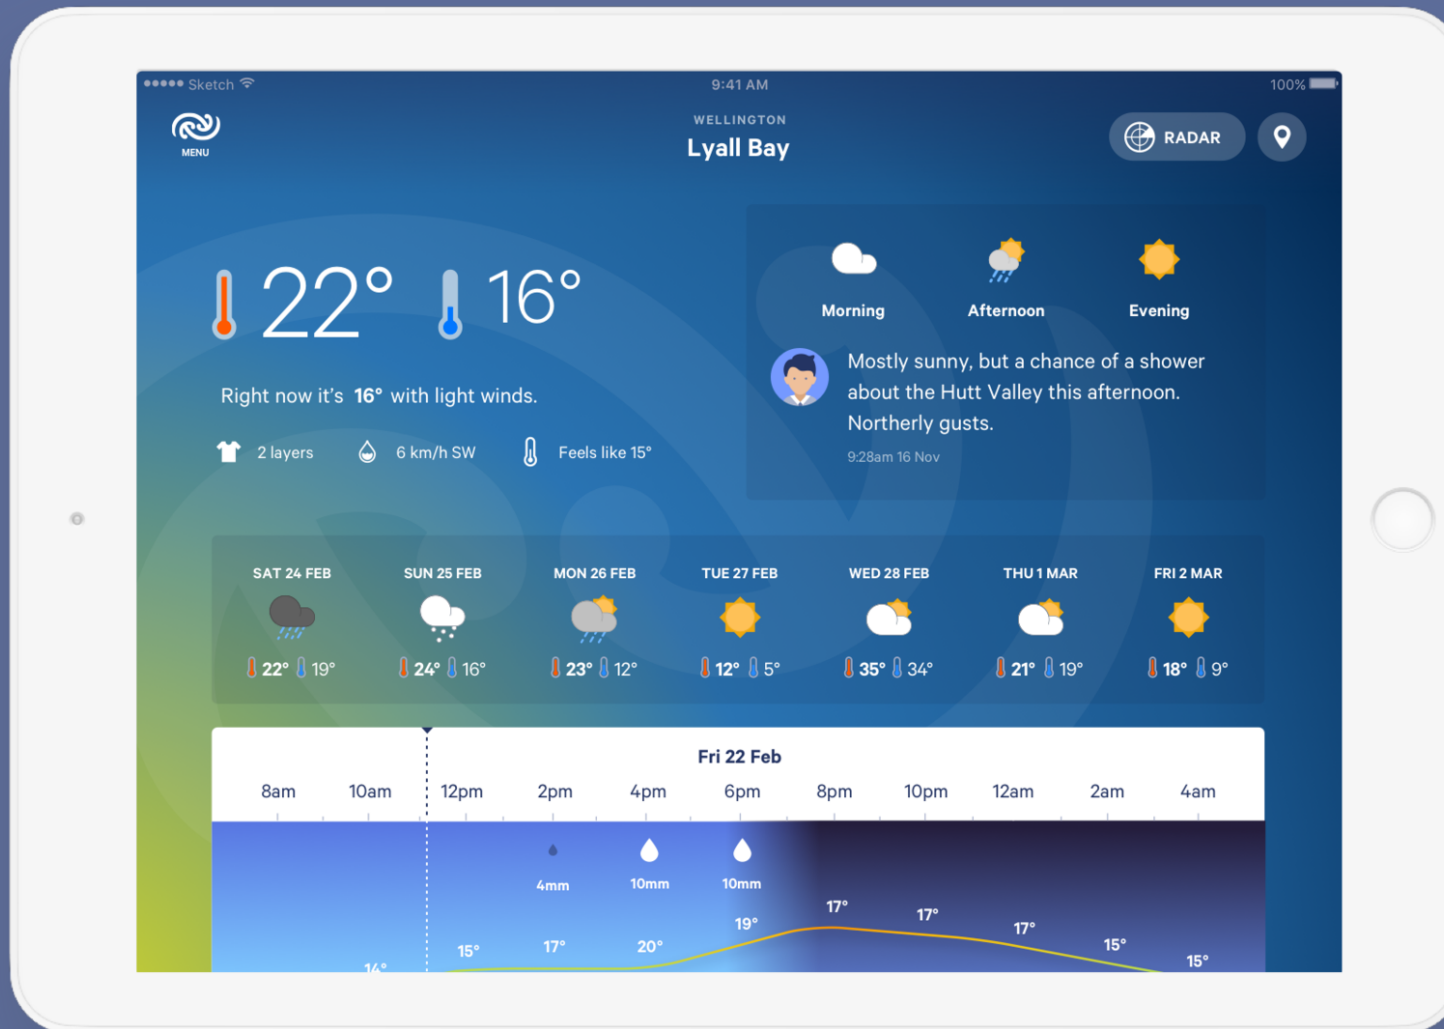 Sketch
9:41 AM
100%
MENU
WELLINGTON
Lyall Bay
RADAR
22° 16°
Right now it's 16° with light winds.
2 layers 6 km/h SW Feels like 15°
Morning Afternoon Evening
Mostly sunny, but a chance of a shower
about the Hutt Valley this afternoon.
Northerly gusts.
9:28am 16 Nov
SAT 24 FEB SUN 25 FEB MON 26 FEB TUE 27 FEB WED 28 FEB THU 1 MAR FRI 2 MAR
22° 19° 24° 16° 23° 12° 12° 5° 35° 34° 21° 19° 18° 9°
Fri 22 Feb
8am 10am 12pm 2pm 4pm 6pm 8pm 10pm 12am 2am 4am
4mm 10mm 10mm
14° 15° 17° 20° 19° 17° 17° 17° 15° 15°